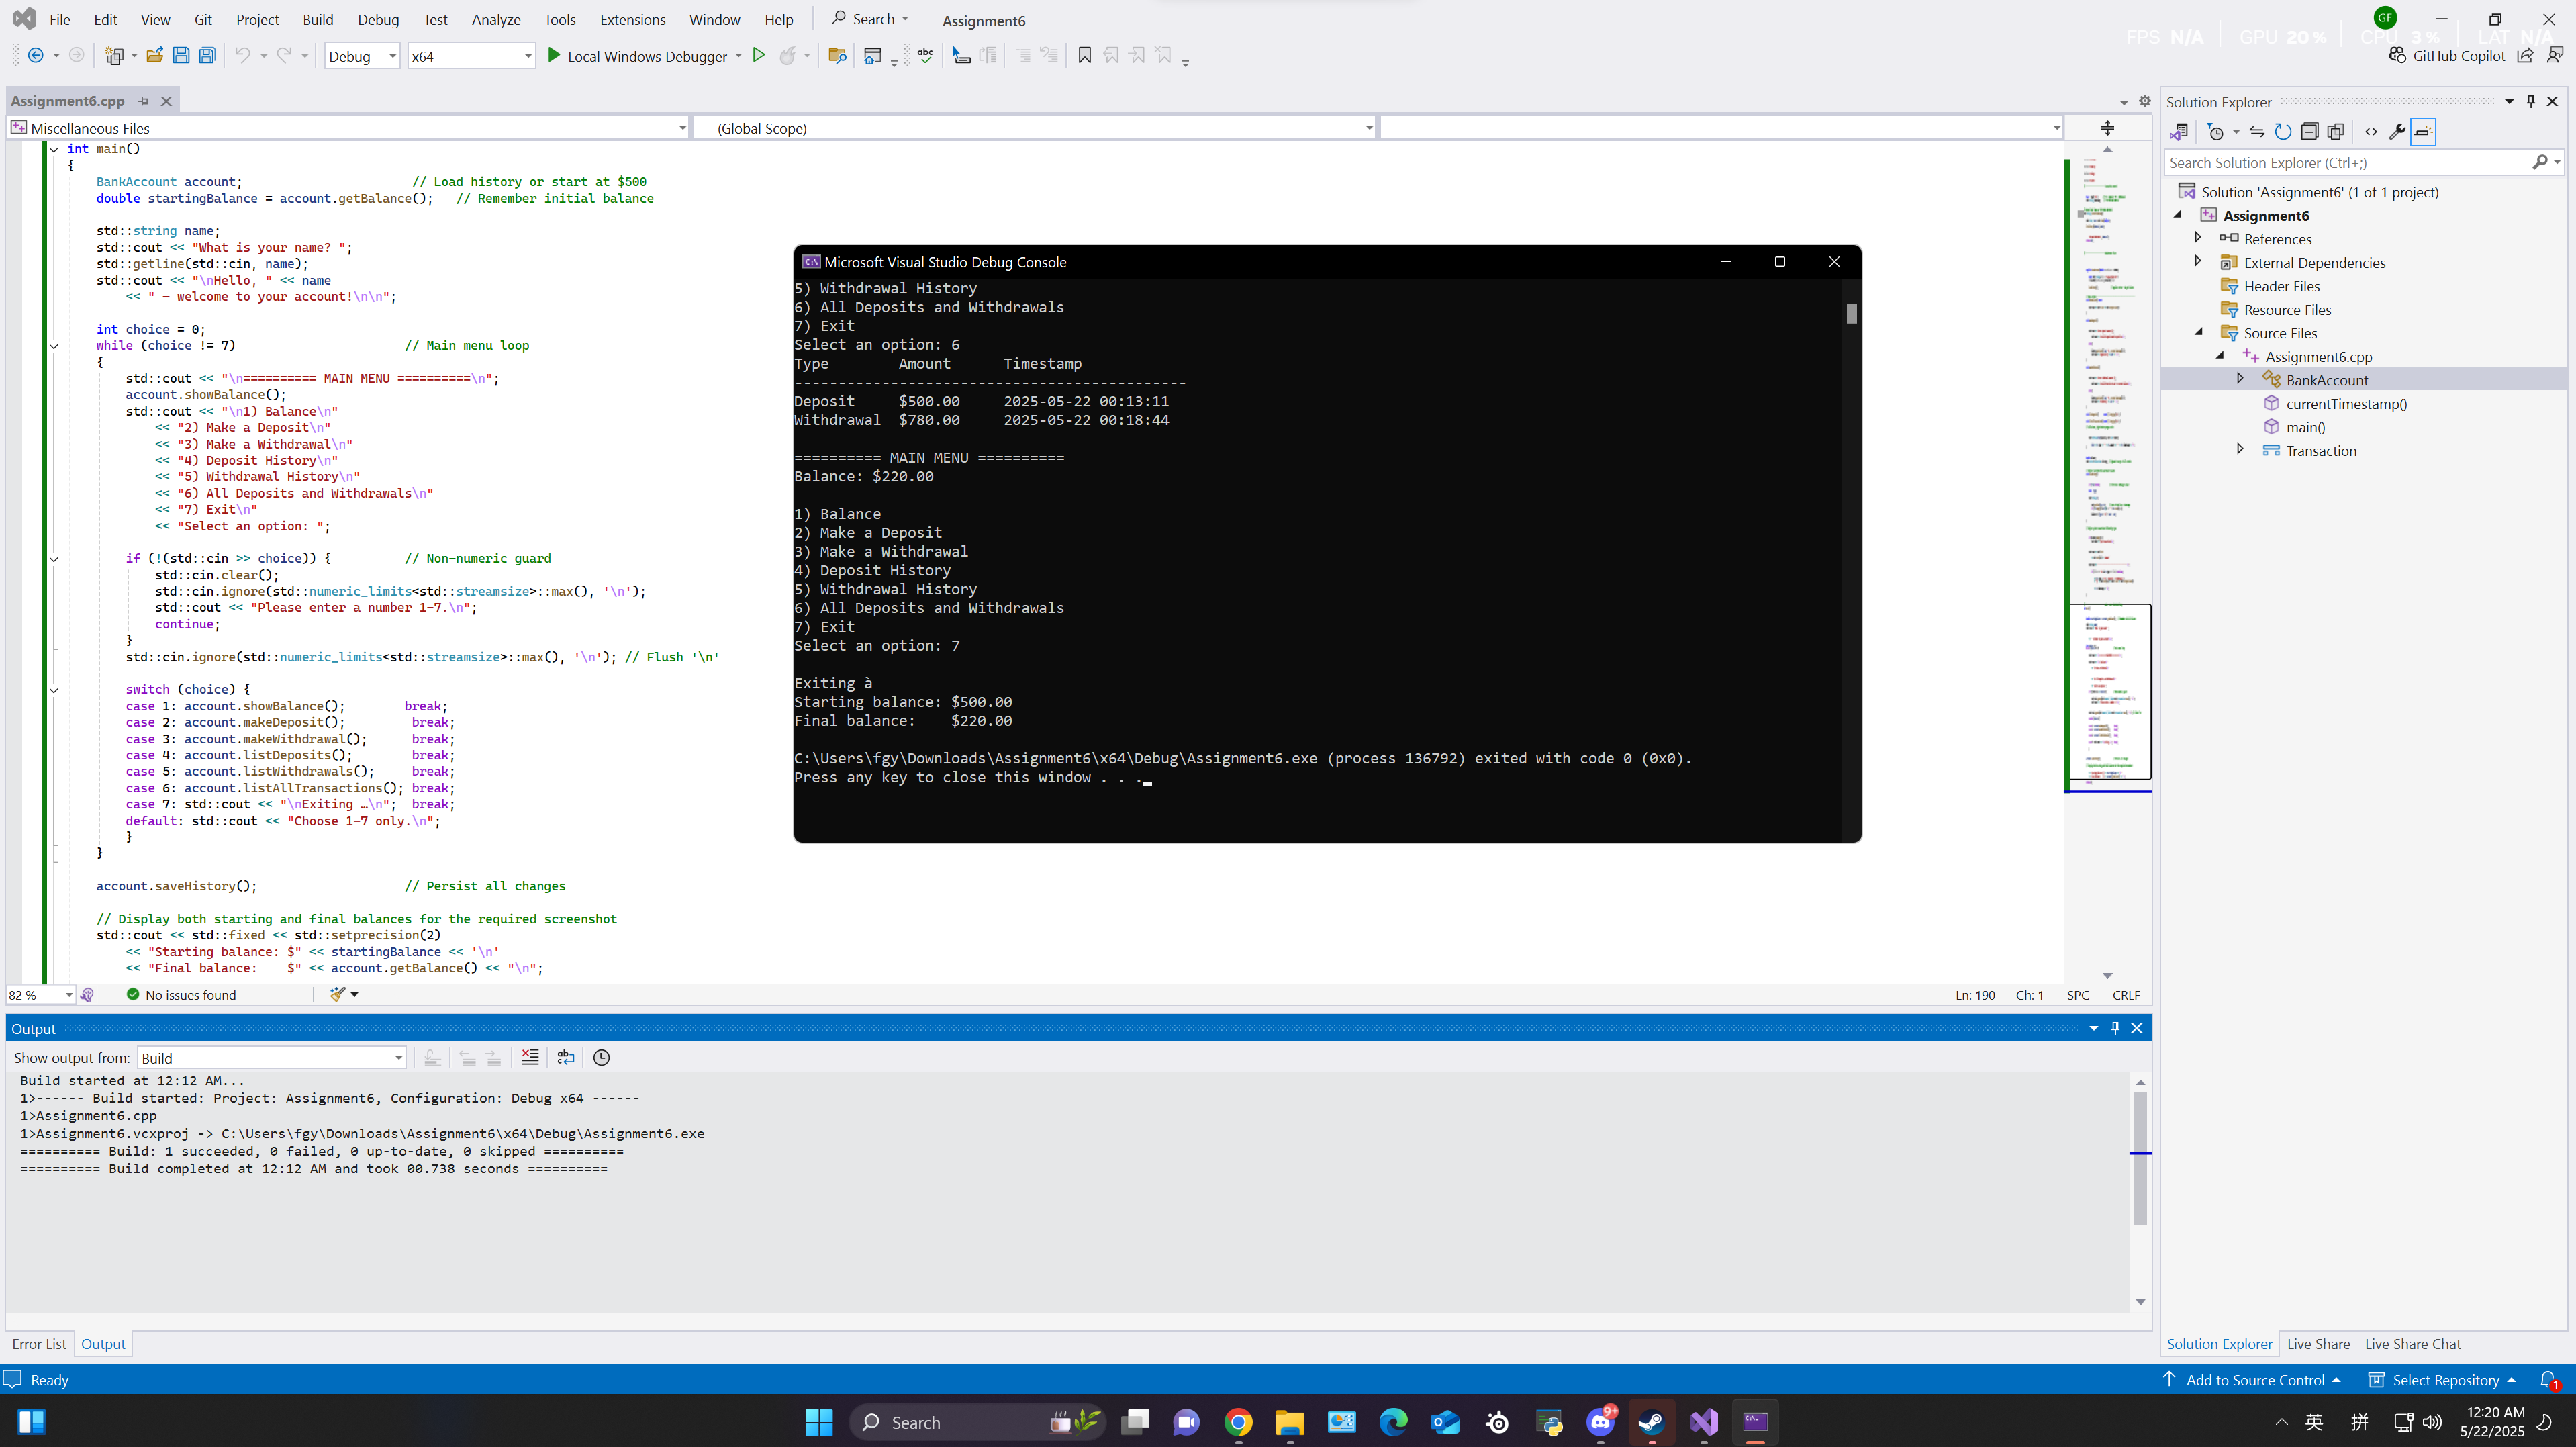 File Edit View Git Project Build Debug Test Analyze Tools Extensions Window Help Search Assignment6 GF
FPS N/A GPU 20 % CPU 3 % LAT N/A
Debug x64 Local Windows Debugger GitHub Copilot
Assignment6.cpp
Miscellaneous Files (Global Scope)
int main()
{
BankAccount account; // Load history or start at $500
double startingBalance = account.getBalance(); // Remember initial balance
std::string name;
std::cout << "What is your name? ";
std::getline(std::cin, name);
std::cout << "\nHello, " << name
<< " - welcome to your account!\n\n";
int choice = 0;
while (choice != 7) // Main menu loop
{
std::cout << "\n========== MAIN MENU ==========\n";
account.showBalance();
std::cout << "\n1) Balance\n"
<< "2) Make a Deposit\n"
<< "3) Make a Withdrawal\n"
<< "4) Deposit History\n"
<< "5) Withdrawal History\n"
<< "6) All Deposits and Withdrawals\n"
<< "7) Exit\n"
<< "Select an option: ";
if (!(std::cin >> choice)) { // Non-numeric guard
std::cin.clear();
std::cin.ignore(std::numeric_limits<std::streamsize>::max(), '\n');
std::cout << "Please enter a number 1-7.\n";
continue;
}
std::cin.ignore(std::numeric_limits<std::streamsize>::max(), '\n'); // Flush '\n'
switch (choice) {
case 1: account.showBalance(); break;
case 2: account.makeDeposit(); break;
case 3: account.makeWithdrawal(); break;
case 4: account.listDeposits(); break;
case 5: account.listWithdrawals(); break;
case 6: account.listAllTransactions(); break;
case 7: std::cout << "\nExiting …\n"; break;
default: std::cout << "Choose 1-7 only.\n";
}
}
account.saveHistory(); // Persist all changes
// Display both starting and final balances for the required screenshot
std::cout << std::fixed << std::setprecision(2)
<< "Starting balance: $" << startingBalance << '\n'
<< "Final balance:    $" << account.getBalance() << "\n";
82 % No issues found Ln: 190 Ch: 1 SPC CRLF
Microsoft Visual Studio Debug Console
5) Withdrawal History
6) All Deposits and Withdrawals
7) Exit
Select an option: 6
Type Amount Timestamp
---------------------------------------------
Deposit $500.00 2025-05-22 00:13:11
Withdrawal $780.00 2025-05-22 00:18:44
========== MAIN MENU ==========
Balance: $220.00
1) Balance
2) Make a Deposit
3) Make a Withdrawal
4) Deposit History
5) Withdrawal History
6) All Deposits and Withdrawals
7) Exit
Select an option: 7
Exiting à
Starting balance: $500.00
Final balance:    $220.00
C:\Users\fgy\Downloads\Assignment6\x64\Debug\Assignment6.exe (process 136792) exited with code 0 (0x0).
Press any key to close this window . . .
Solution Explorer
Search Solution Explorer (Ctrl+;)
Solution 'Assignment6' (1 of 1 project)
Assignment6
References
External Dependencies
Header Files
Resource Files
Source Files
Assignment6.cpp
BankAccount
currentTimestamp()
main()
Transaction
Output
Show output from: Build
Build started at 12:12 AM...
1>------ Build started: Project: Assignment6, Configuration: Debug x64 ------
1>Assignment6.cpp
1>Assignment6.vcxproj -> C:\Users\fgy\Downloads\Assignment6\x64\Debug\Assignment6.exe
========== Build: 1 succeeded, 0 failed, 0 up-to-date, 0 skipped ==========
========== Build completed at 12:12 AM and took 00.738 seconds ==========
Error List Output
Solution Explorer Live Share Live Share Chat
Ready Add to Source Control Select Repository 1
Search 9+ 英 拼 12:20 AM
5/22/2025